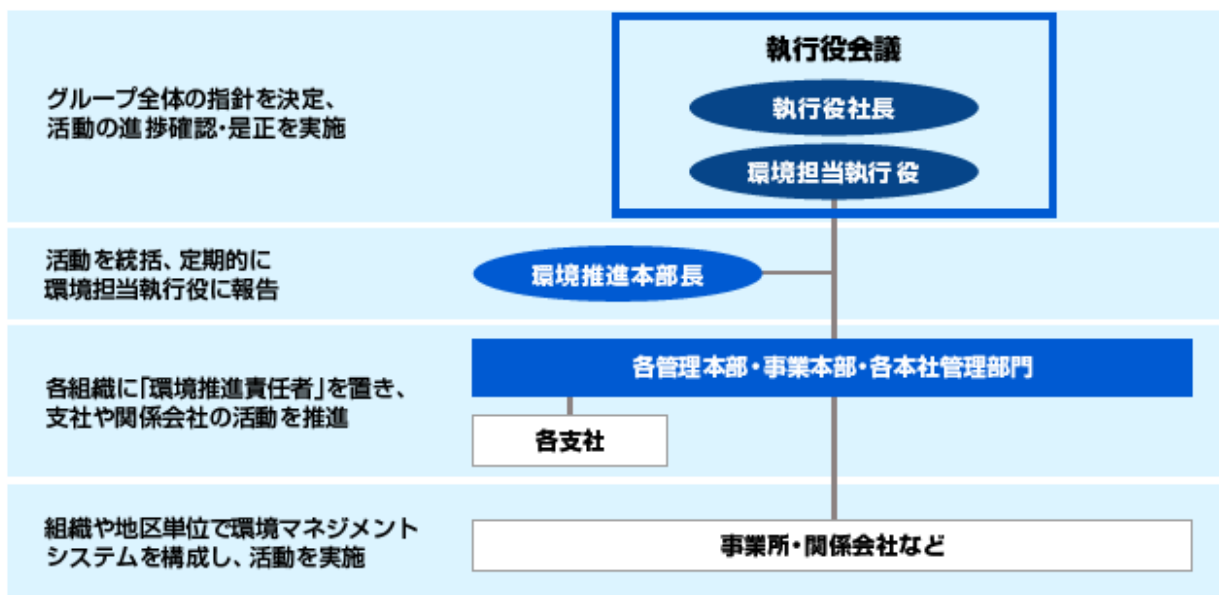 グループ全体の指針を決定、
活動の進捗確認・是正を実施
執行役会議
執行役社長
環境担当執行役
活動を統括、定期的に
環境担当執行役に報告
環境推進本部長
各組織に「環境推進責任者」を置き、
支社や関係会社の活動を推進
各管理本部・事業本部・各本社管理部門
各支社
組織や地区単位で環境マネジメント
システムを構成し、活動を実施
事業所・関係会社など